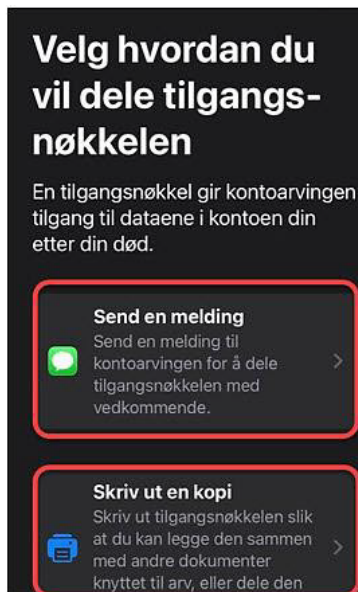 Velg hvordan du
vil dele tilgangs-
nøkkelen
En tilgangsnøkkel gir kontoarvingen
tilgang til dataene i kontoen din
etter din død.
Send en melding
Send en melding til
kontoarvingen for å dele
tilgangsnøkkelen med
vedkommende.
Skriv ut en kopi
Skriv ut tilgangsnøkkelen slik
at du kan legge den sammen
med andre dokumenter
knyttet til arv, eller dele den